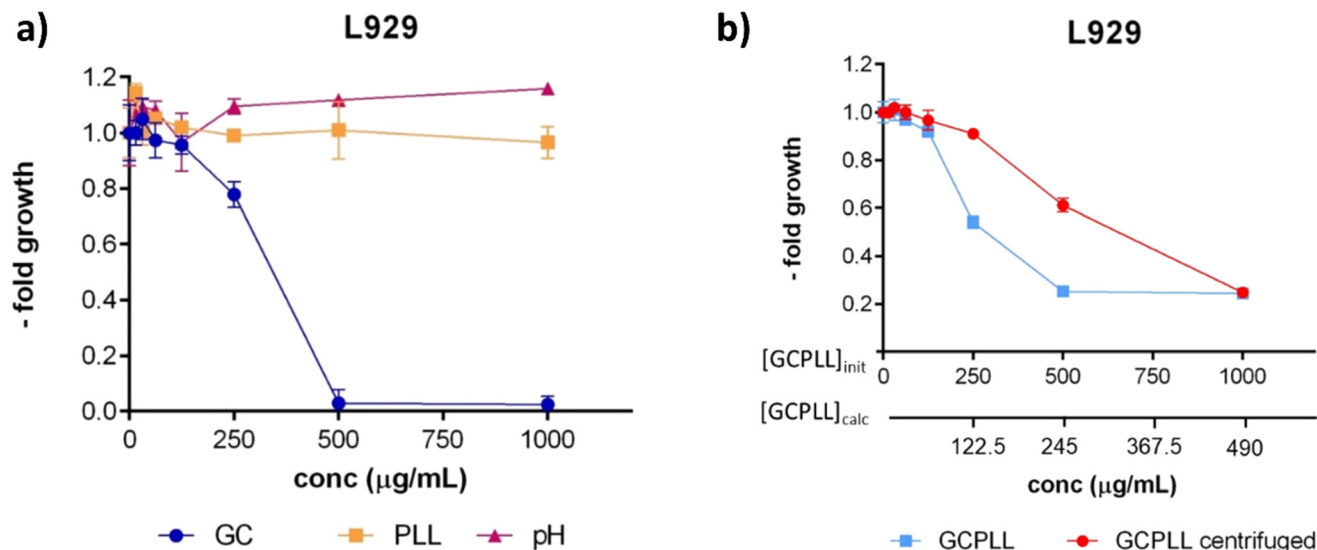 a)
L929
- fold growth
1.2
1.0
0.8
0.6
0.4
0.2
0.0
0 250 500 750 1000
conc (μg/mL)
GC PLL pH
b)
L929
- fold growth
1.2
1.0
0.8
0.6
0.4
0.2
[GCPLL]init
0 250 500 750 1000
[GCPLL]calc
122.5 245 367.5 490
conc (μg/mL)
GCPLL GCPLL centrifuged